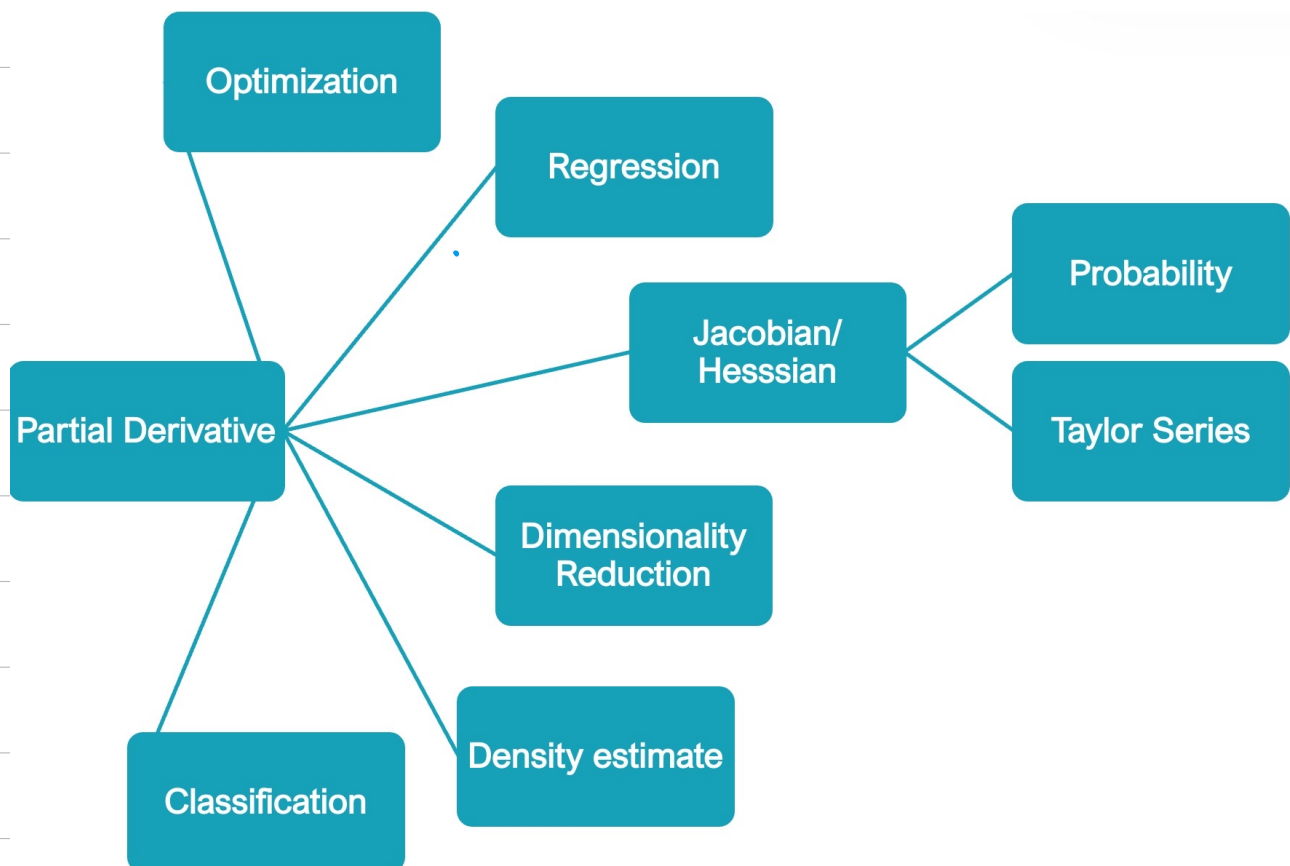 Optimization
Regression
Probability
Jacobian/
Hesssian
Partial Derivative
Taylor Series
Dimensionality
Reduction
Density estimate
Classification